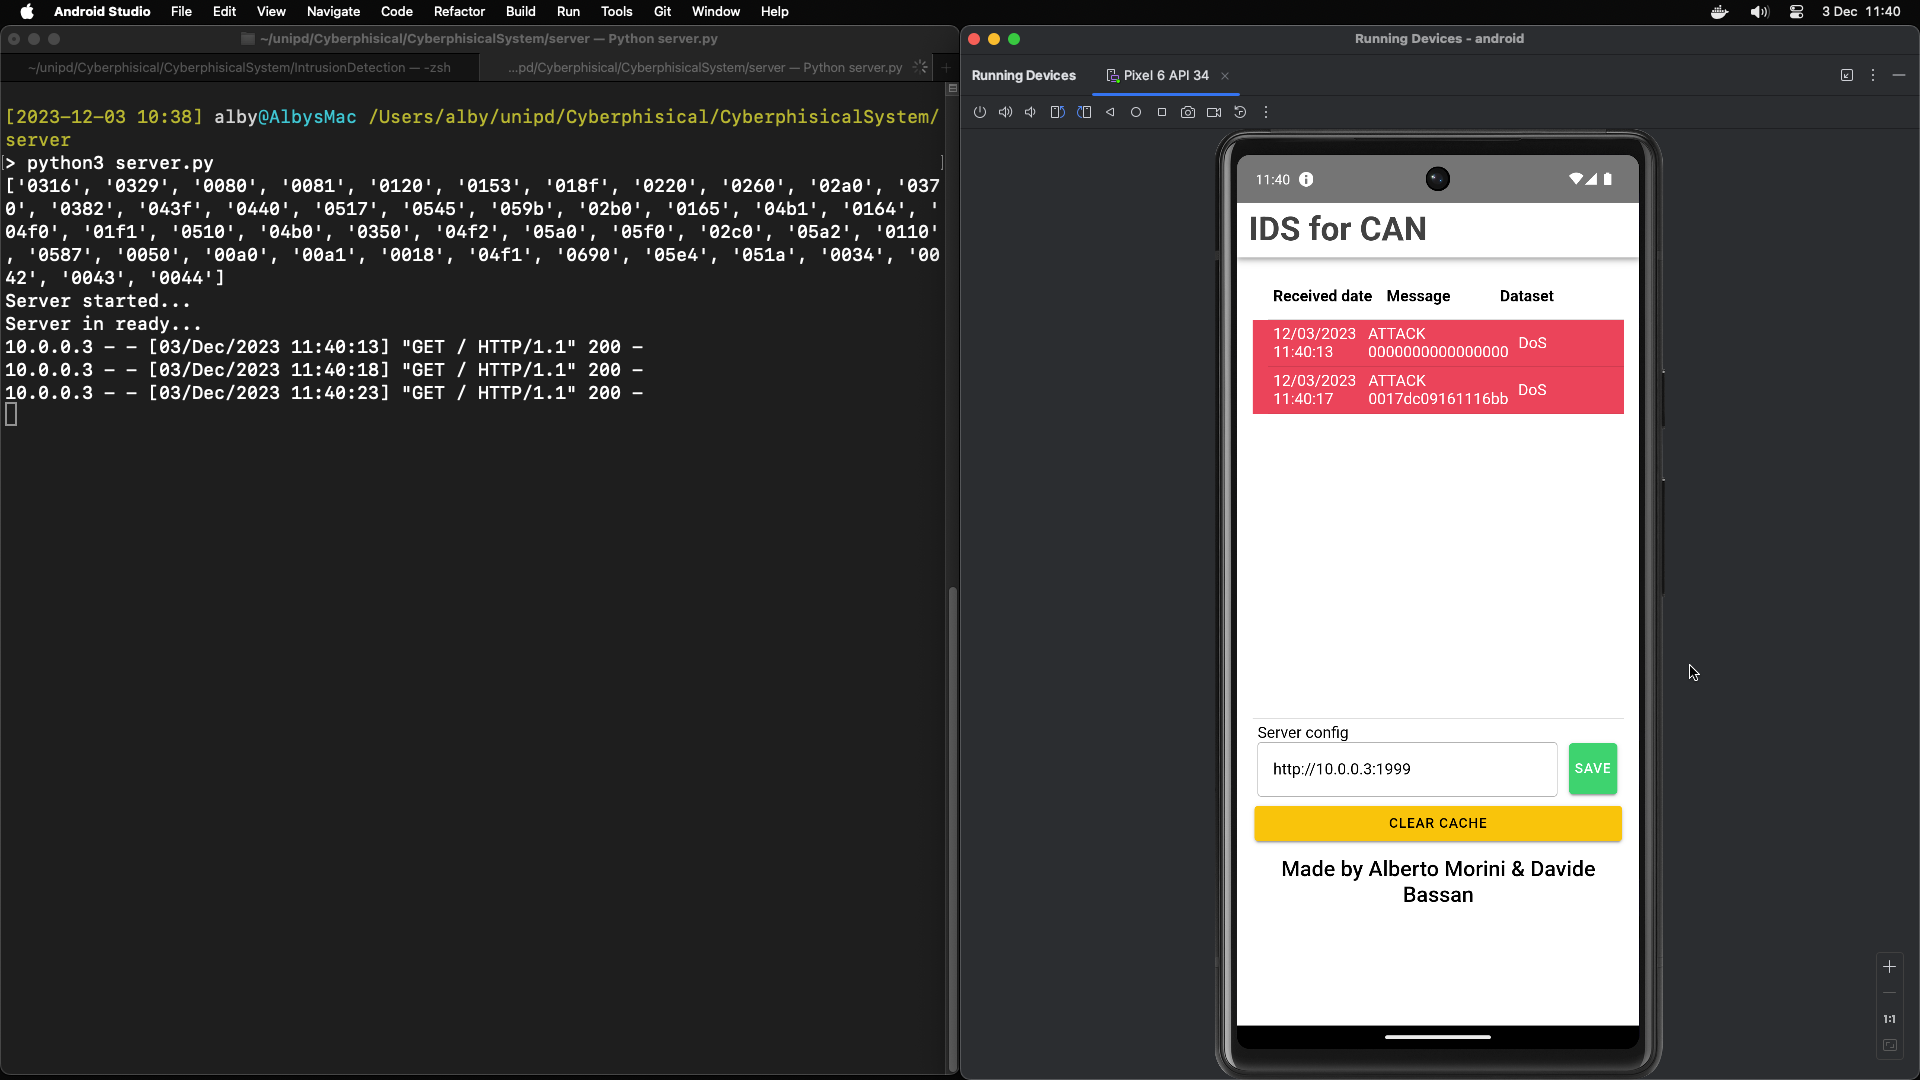 Android Studio File Edit View Navigate Code Refactor Build Run Tools Git Window Help 3 Dec 11:40
~/unipd/Cyberphisical/CyberphisicalSystem/server — Python server.py
~/unipd/Cyberphisical/CyberphisicalSystem/IntrusionDetection — -zsh
...pd/Cyberphisical/CyberphisicalSystem/server — Python server.py
[2023-12-03 10:38] alby@AlbysMac /Users/alby/unipd/Cyberphisical/CyberphisicalSystem/
server
> python3 server.py
['0316', '0329', '0080', '0081', '0120', '0153', '018f', '0220', '0260', '02a0', '037
0', '0382', '043f', '0440', '0517', '0545', '059b', '02b0', '0165', '04b1', '0164', '
04f0', '01f1', '0510', '04b0', '0350', '04f2', '05a0', '05f0', '02c0', '05a2', '0110'
, '0587', '0050', '00a0', '00a1', '0018', '04f1', '0690', '05e4', '051a', '0034', '00
42', '0043', '0044']
Server started...
Server in ready...
10.0.0.3 - - [03/Dec/2023 11:40:13] "GET / HTTP/1.1" 200 -
10.0.0.3 - - [03/Dec/2023 11:40:18] "GET / HTTP/1.1" 200 -
10.0.0.3 - - [03/Dec/2023 11:40:23] "GET / HTTP/1.1" 200 -
Running Devices - android
Running Devices Pixel 6 API 34
11:40
IDS for CAN
Received date Message Dataset
12/03/2023 ATTACK
11:40:13 0000000000000000 DoS
12/03/2023 ATTACK
11:40:17 0017dc09161116bb DoS
Server config
http://10.0.0.3:1999
SAVE
CLEAR CACHE
Made by Alberto Morini & Davide
Bassan
1:1